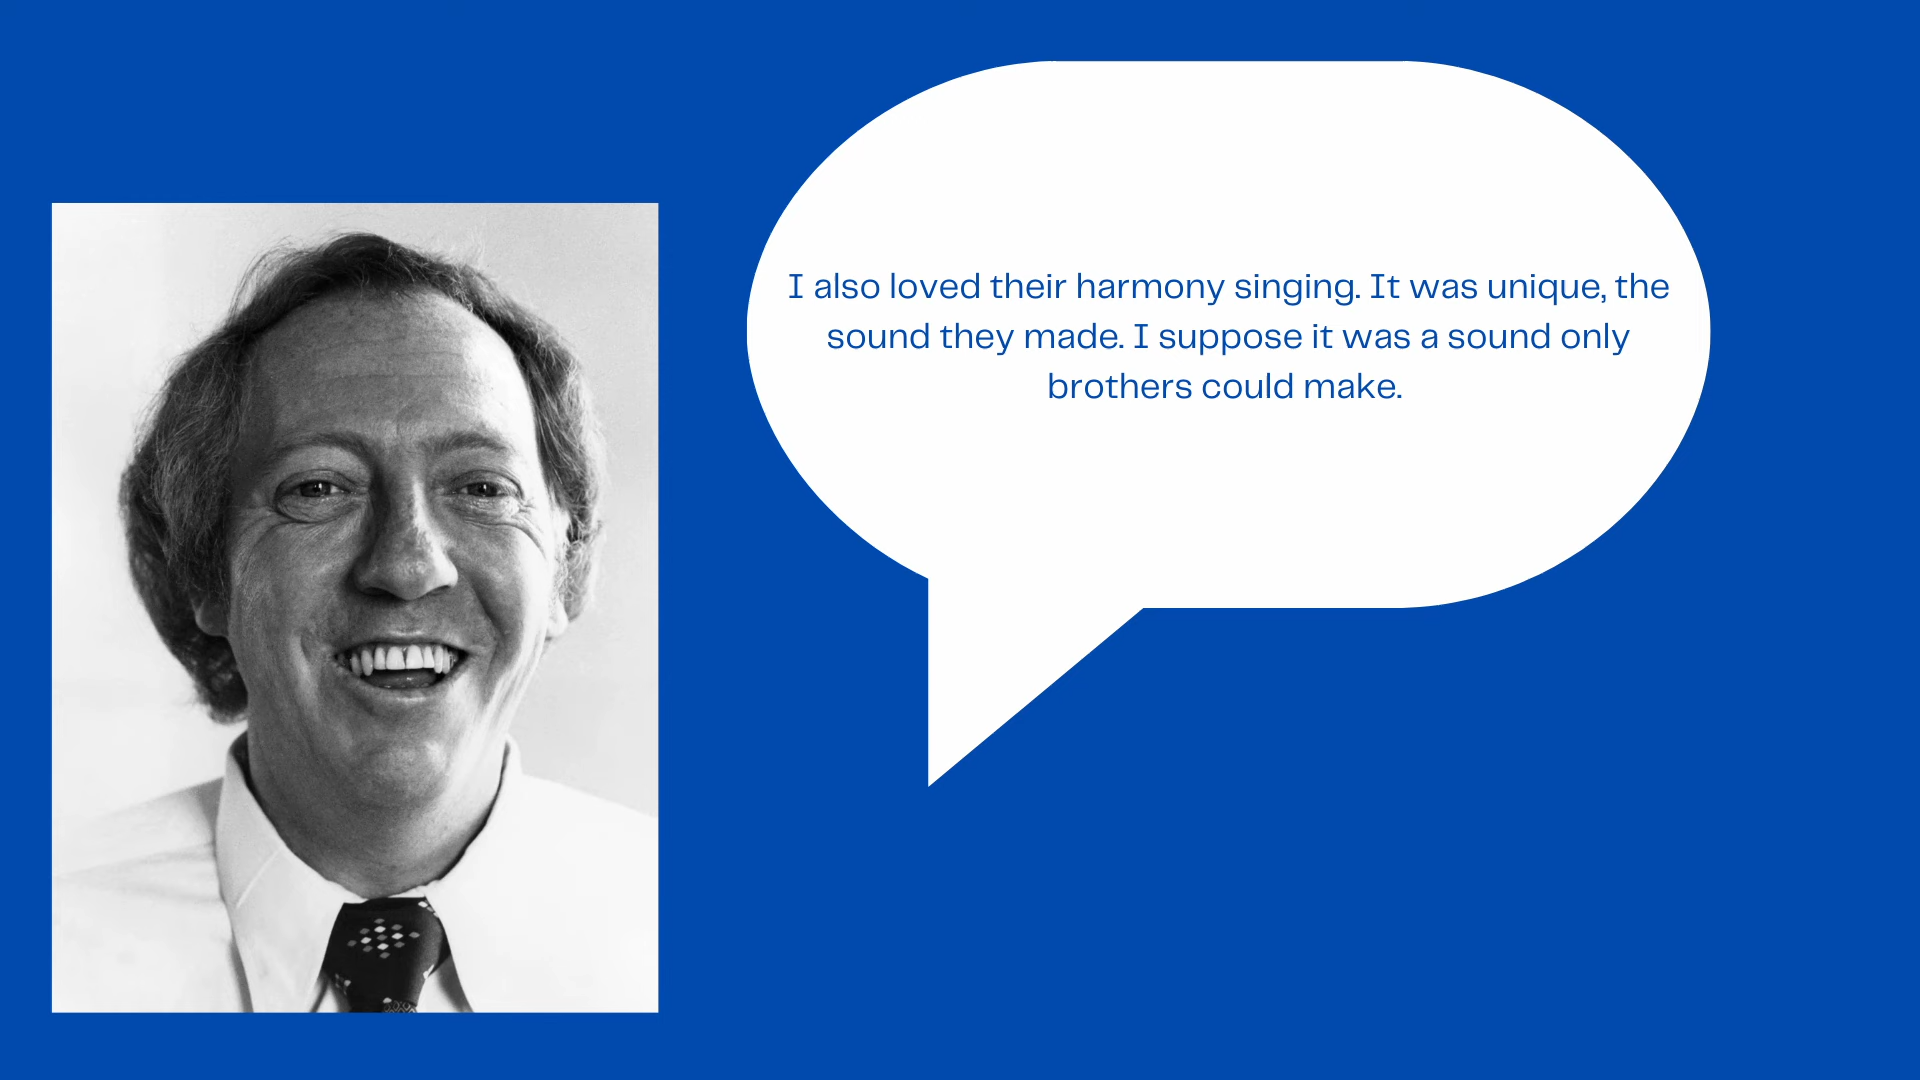 I also loved their harmony singing. It was unique, the
sound they made. I suppose it was a sound only
brothers could make.